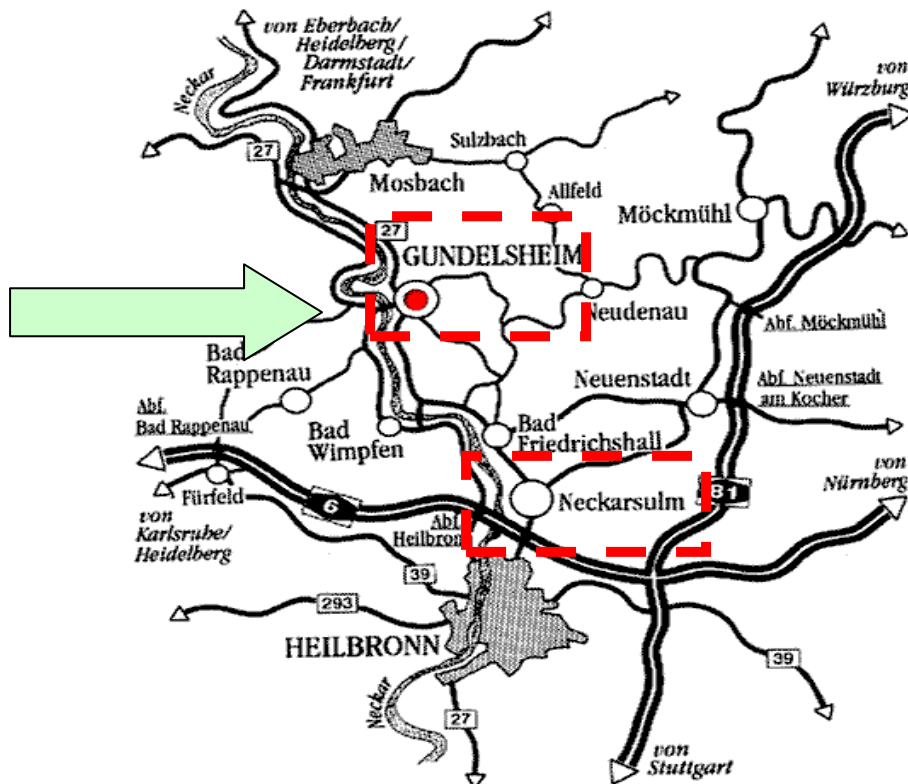 von Eberbach/
Heidelberg/
Darmstadt/
Frankfurt
Neckar
von
Würzburg
27
Sulzbach
Mosbach
Allfeld
Möckmühl
27
GUNDELSHEIM
Neudenau
Abf. Möckmühl
Bad
Rappenau
Neuenstadt
Abf. Neuenstadt
am Kocher
Abf.
Bad Rappenau
Bad
Wimpfen
Bad
Friedrichshall
von
Nürnberg
Fürfeld
6
Neckarsulm
81
von
Karlsruhe/
Heidelberg
Abf.
Heilbronn
39
293
HEILBRONN
39
Neckar
27
von
Stuttgart